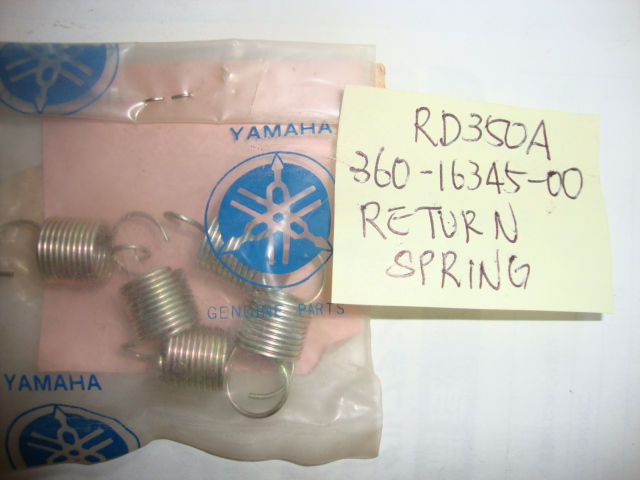 YAMAHA
GENUINE PARTS
YAMAHA
RD350A
360-16345-00
RETURN
SPRING